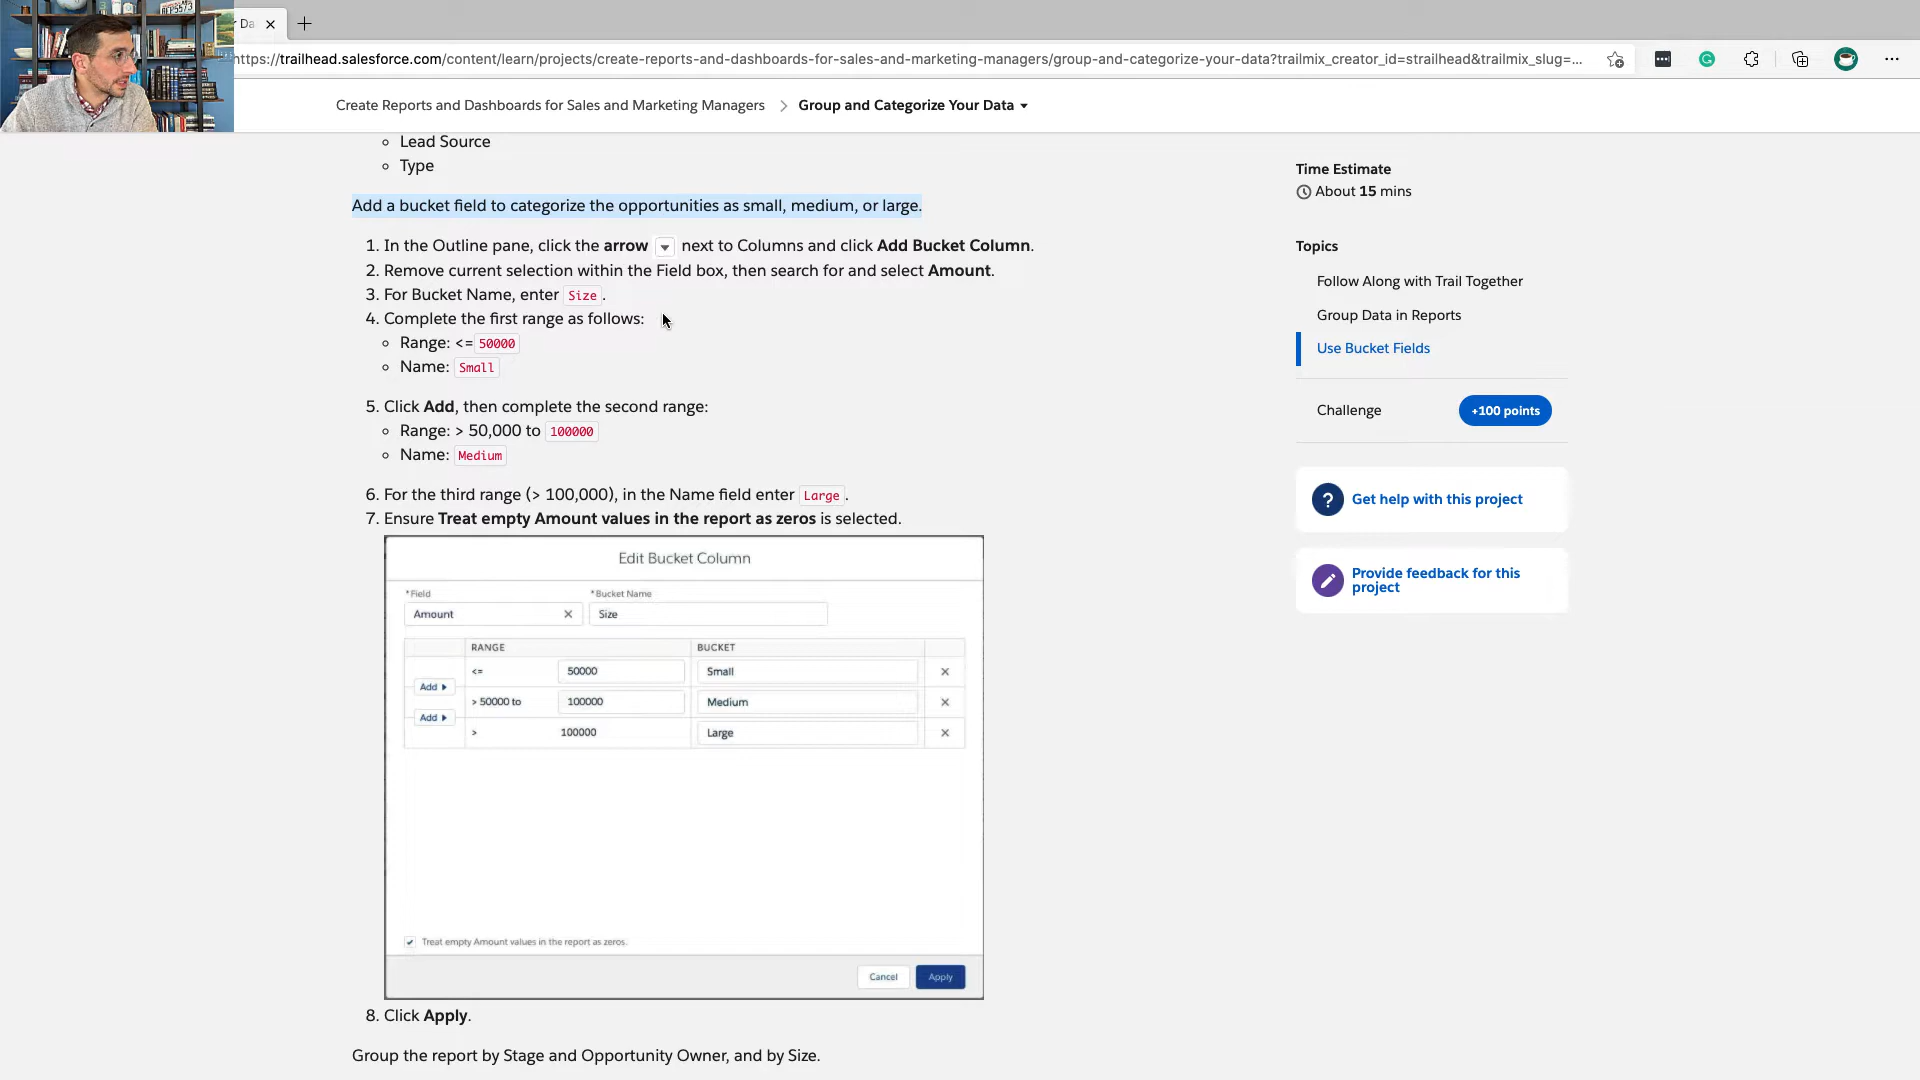 Da
https://trailhead.salesforce.com/content/learn/projects/create-reports-and-dashboards-for-sales-and-marketing-managers/group-and-categorize-your-data?trailmix_creator_id=strailhead&trailmix_slug=...
Create Reports and Dashboards for Sales and Marketing Managers > Group and Categorize Your Data
Lead Source
Type
Add a bucket field to categorize the opportunities as small, medium, or large.
1. In the Outline pane, click the arrow next to Columns and click Add Bucket Column.
2. Remove current selection within the Field box, then search for and select Amount.
3. For Bucket Name, enter Size.
4. Complete the first range as follows:
Range: <= 50000
Name: Small
5. Click Add, then complete the second range:
Range: > 50,000 to 100000
Name: Medium
6. For the third range (> 100,000), in the Name field enter Large.
7. Ensure Treat empty Amount values in the report as zeros is selected.
Edit Bucket Column
*Field *Bucket Name
Amount Size
RANGE BUCKET
<= 50000 Small
Add
> 50000 to 100000 Medium
Add
> 100000 Large
Treat empty Amount values in the report as zeros.
Cancel Apply
8. Click Apply.
Group the report by Stage and Opportunity Owner, and by Size.
Time Estimate
About 15 mins
Topics
Follow Along with Trail Together
Group Data in Reports
Use Bucket Fields
Challenge +100 points
? Get help with this project
Provide feedback for this
project